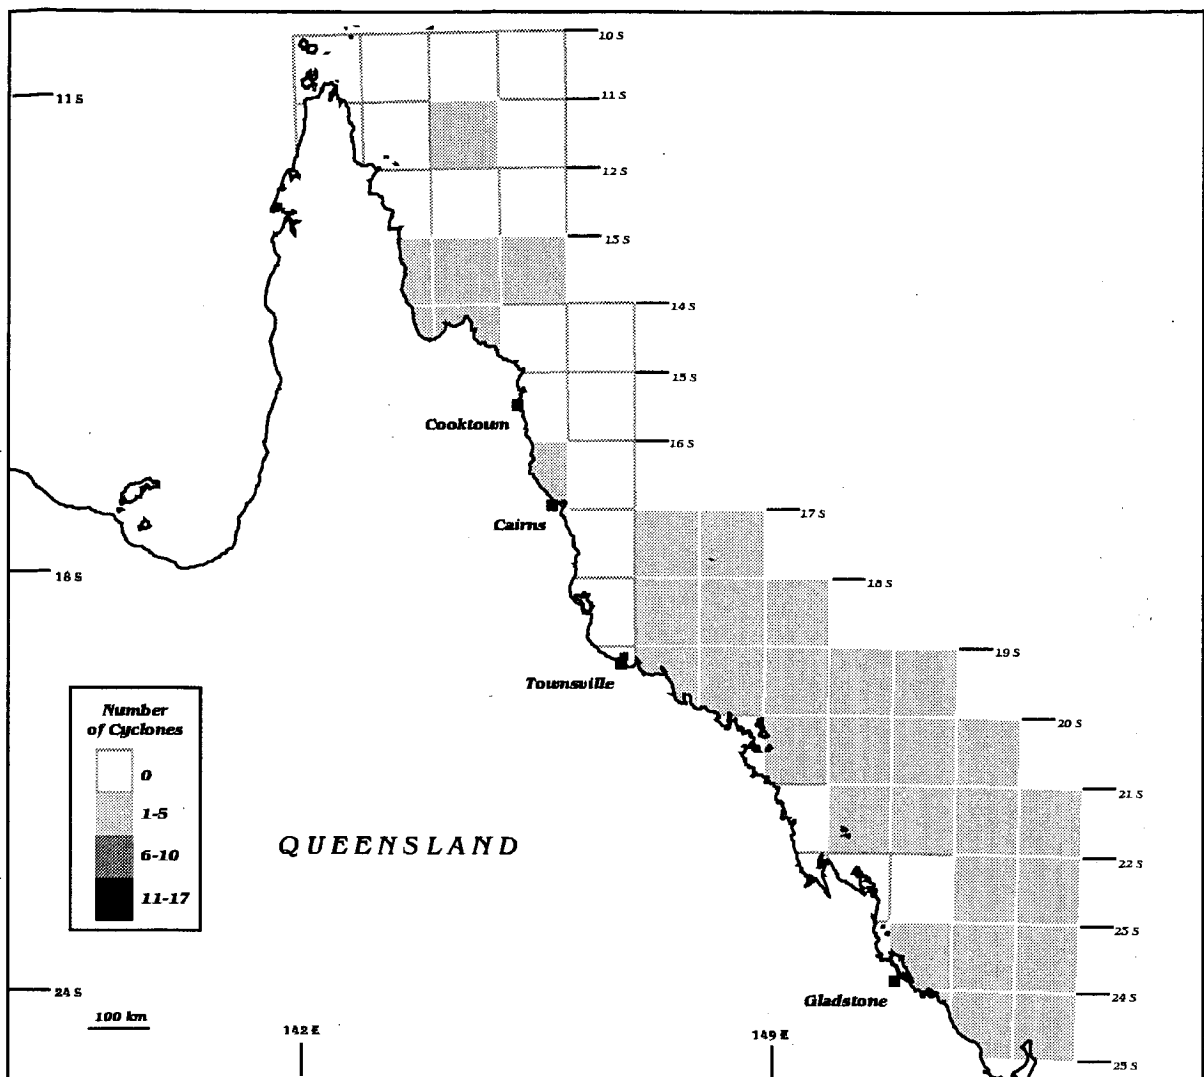 10 S
11 S
11 S
12 S
13 S
14 S
15 S
16 S
Cooktown
Cairns
17 S
18 S
18 S
19 S
Townsville
Number
of Cyclones
0
1-5
6-10
11-17
20 S
21 S
QUEENSLAND
22 S
23 S
24 S
24 S
Gladstone
100 km
142 E
149 E
25 S